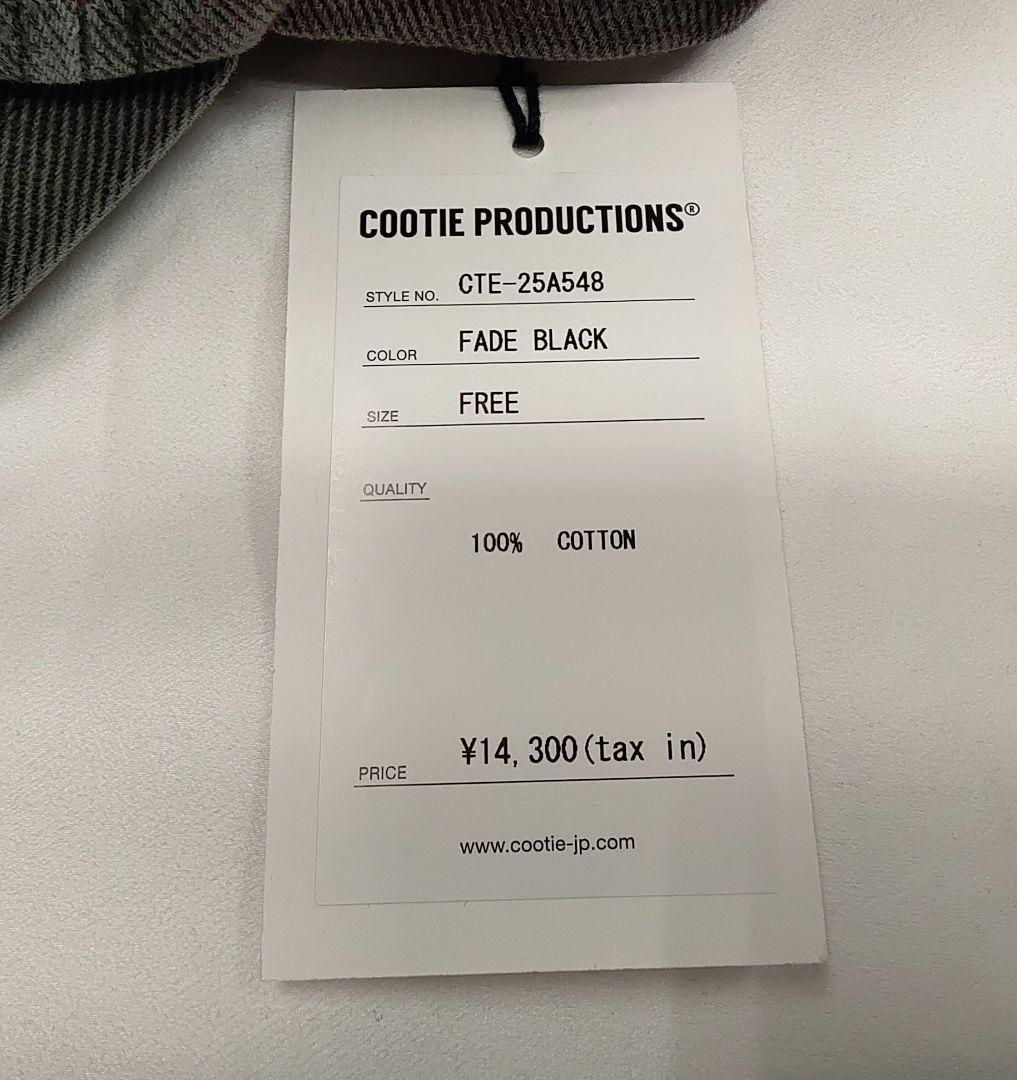 COOTIE PRODUCTIONS®
STYLE NO. CTE-25A548
COLOR FADE BLACK
SIZE FREE
QUALITY
100% COTTON
PRICE ¥14,300(tax in)
www.cootie-jp.com